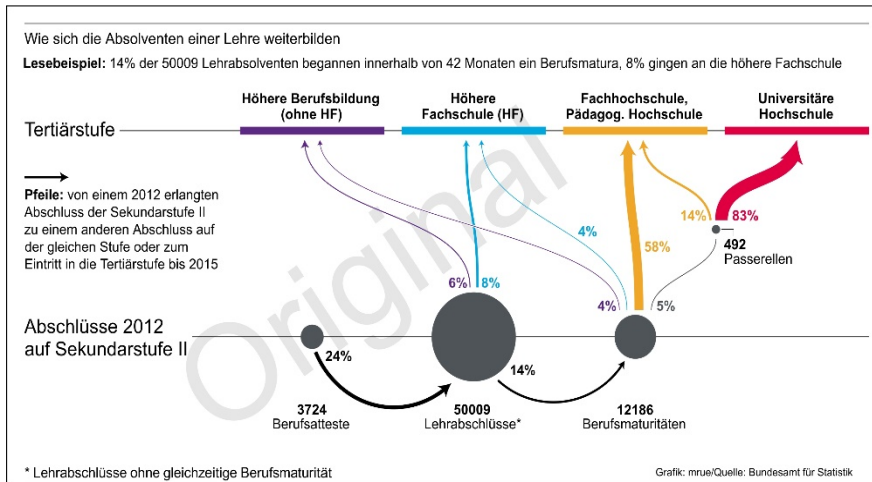 Wie sich die Absolventen einer Lehre weiterbilden
Lesebeispiel: 14% der 50009 Lehrabsolventen begannen innerhalb von 42 Monaten ein Berufsmatura, 8% gingen an die höhere Fachschule
Höhere Berufsbildung
(ohne HF)
Höhere
Fachschule (HF)
Fachhochschule,
Pädagog. Hochschule
Universitäre
Hochschule
Tertiärstufe
Pfeile: von einem 2012 erlangten
Abschluss der Sekundarstufe II
zu einem anderen Abschluss auf
der gleichen Stufe oder zum
Eintritt in die Tertiärstufe bis 2015
14%
83%
4%
58%
492
Passerellen
6%
8%
4%
5%
Abschlüsse 2012
auf Sekundarstufe II
24%
14%
3724
Berufsatteste
50009
Lehrabschlüsse*
12186
Berufsmaturitäten
* Lehrabschlüsse ohne gleichzeitige Berufsmaturität
Grafik: mrue/Quelle: Bundesamt für Statistik
Original